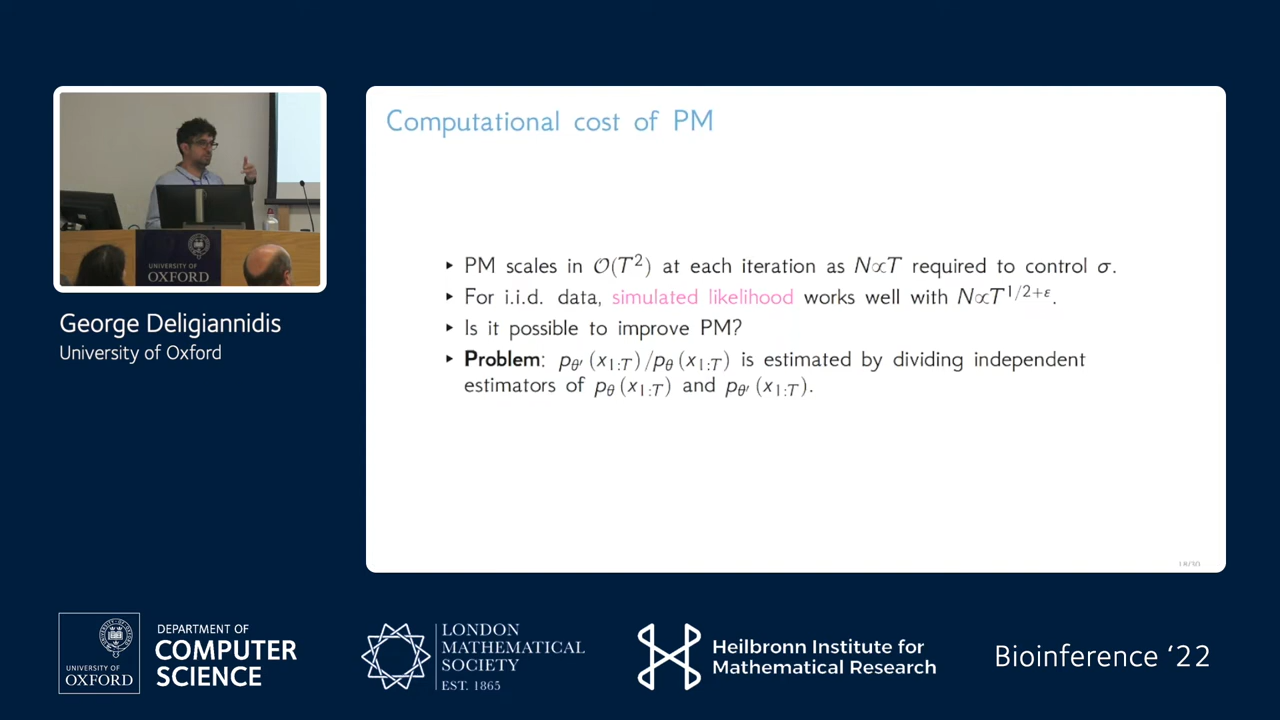 UNIVERSITY OF
OXFORD
George Deligiannidis
University of Oxford
Computational cost of PM
▸ PM scales in 𝒪(T²) at each iteration as N∝T required to control σ.
▸ For i.i.d. data, simulated likelihood works well with N∝T^{1/2+ε}.
▸ Is it possible to improve PM?
▸ Problem: p_{θ′}(x_{1:T})/p_θ(x_{1:T}) is estimated by dividing independent
estimators of p_θ(x_{1:T}) and p_{θ′}(x_{1:T}).
UNIVERSITY OF
OXFORD
DEPARTMENT OF
COMPUTER
SCIENCE
LONDON
MATHEMATICAL
SOCIETY
EST. 1865
Heilbronn Institute for
Mathematical Research
Bioinference ‘22